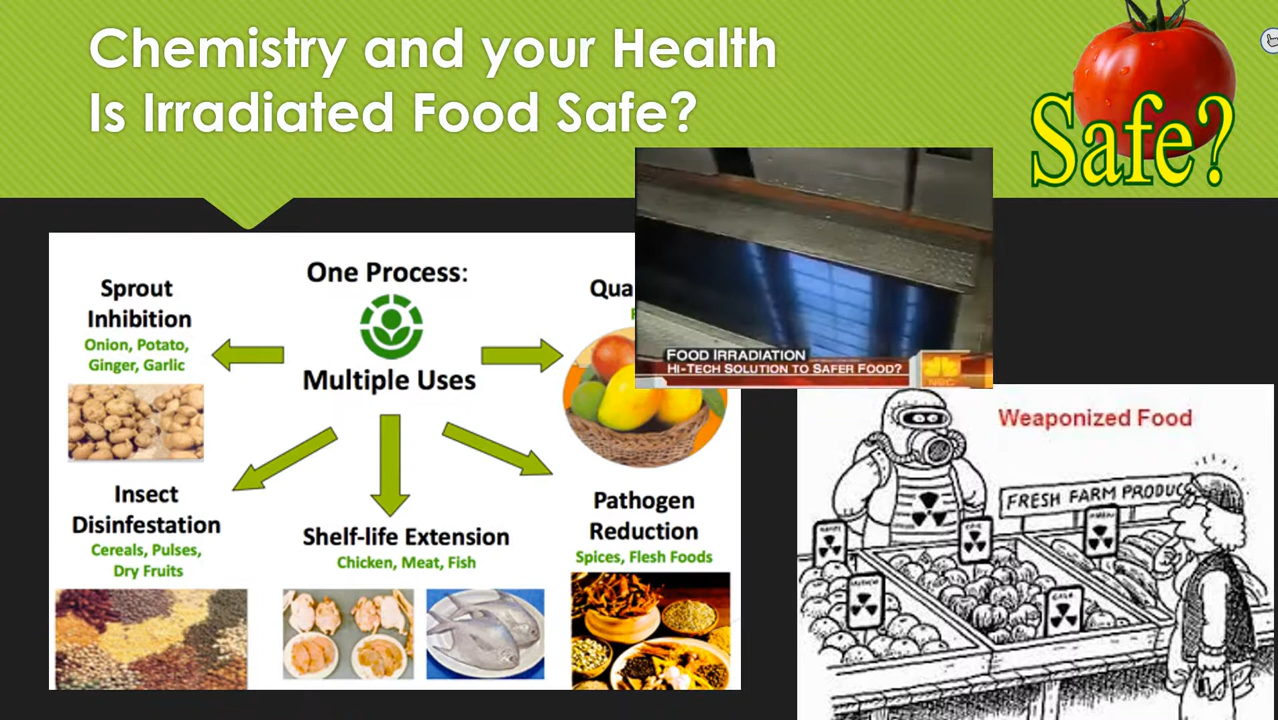 Chemistry and your Health
Is Irradiated Food Safe?
Safe?
One Process:
Multiple Uses
Sprout
Inhibition
Onion, Potato,
Ginger, Garlic
Qua
Insect
Disinfestation
Cereals, Pulses,
Dry Fruits
Shelf-life Extension
Chicken, Meat, Fish
Pathogen
Reduction
Spices, Flesh Foods
FOOD IRRADIATION
HI-TECH SOLUTION TO SAFER FOOD?
NBC
Weaponized Food
FRESH FARM PRODUC